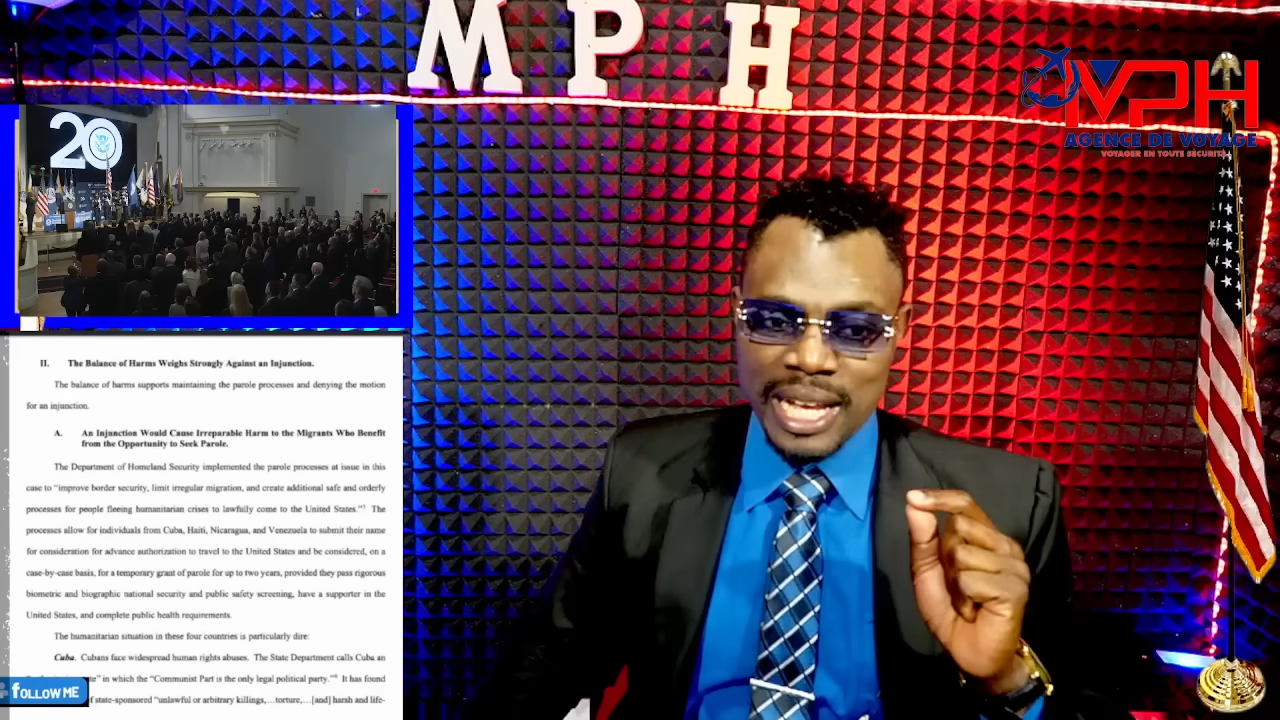 M P H
MPH
AGENCE DE VOYAGE
VOYAGER EN TOUTE SÉCURITÉ
20
II. The Balance of Harms Weighs Strongly Against an Injunction.
The balance of harms supports maintaining the parole processes and denying the motion
for an injunction.
A. An Injunction Would Cause Irreparable Harm to the Migrants Who Benefit
from the Opportunity to Seek Parole.
The Department of Homeland Security implemented the parole processes at issue in this
case to “improve border security, limit irregular migration, and create additional safe and orderly
processes for people fleeing humanitarian crises to lawfully come to the United States.”⁵ The
processes allow for individuals from Cuba, Haiti, Nicaragua, and Venezuela to submit their name
for consideration for advance authorization to travel to the United States and be considered, on a
case-by-case basis, for a temporary grant of parole for up to two years, provided they pass rigorous
biometric and biographic national security and public safety screening, have a supporter in the
United States, and complete public health requirements.
The humanitarian situation in these four countries is particularly dire:
Cuba. Cubans face widespread human rights abuses. The State Department calls Cuba an
in which the “Communist Part is the only legal political party.”⁶ It has found
of state-sponsored “unlawful or arbitrary killings,…torture,…[and] harsh and life-
follow ME